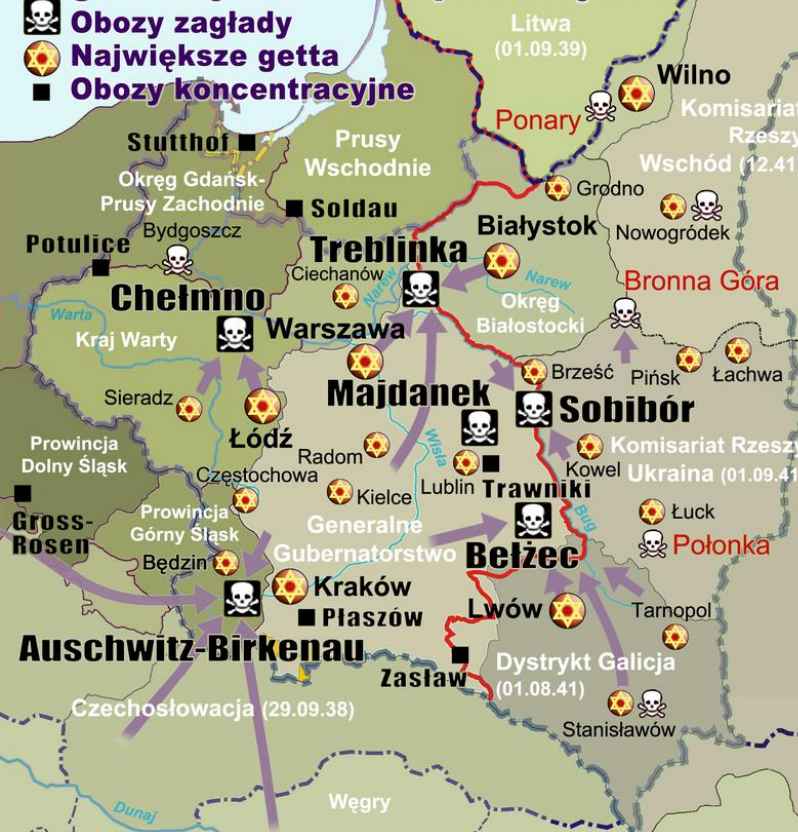 Obozy zagłady
Największe getta
Obozy koncentracyjne
Litwa
(01.09.39)
Wilno
Ponary
Komisariat
Rzeszy
Wschód (12.41
Stutthof
Prusy
Wschodnie
Okręg Gdańsk-
Prusy Zachodnie
Grodno
Soldau
Nowogródek
Bydgoszcz
Białystok
Potulice
Treblinka
Ciechanów
Narew
Narew
Bronna Góra
Chełmno
Okręg
Białostocki
Warta
Kraj Warty
Warszawa
Brześć
Pińsk
Łachwa
Majdanek
Sieradz
Sobibór
Łódź
Prowincja
Dolny Śląsk
Wisła
Radom
Komisariat Rzeszy
Ukraina (01.09.41
Kowel
Częstochowa
Lublin
Trawniki
Kielce
Gross-
Rosen
Prowincja
Górny Śląsk
Bug
Łuck
Generalne
Gubernatorstwo
Połonka
Bełżec
Będzin
Kraków
Lwów
Płaszów
Tarnopol
Auschwitz-Birkenau
Zasław
Dystrykt Galicja
(01.08.41)
Czechosłowacja (29.09.38)
Stanisławów
Węgry
Dunaj